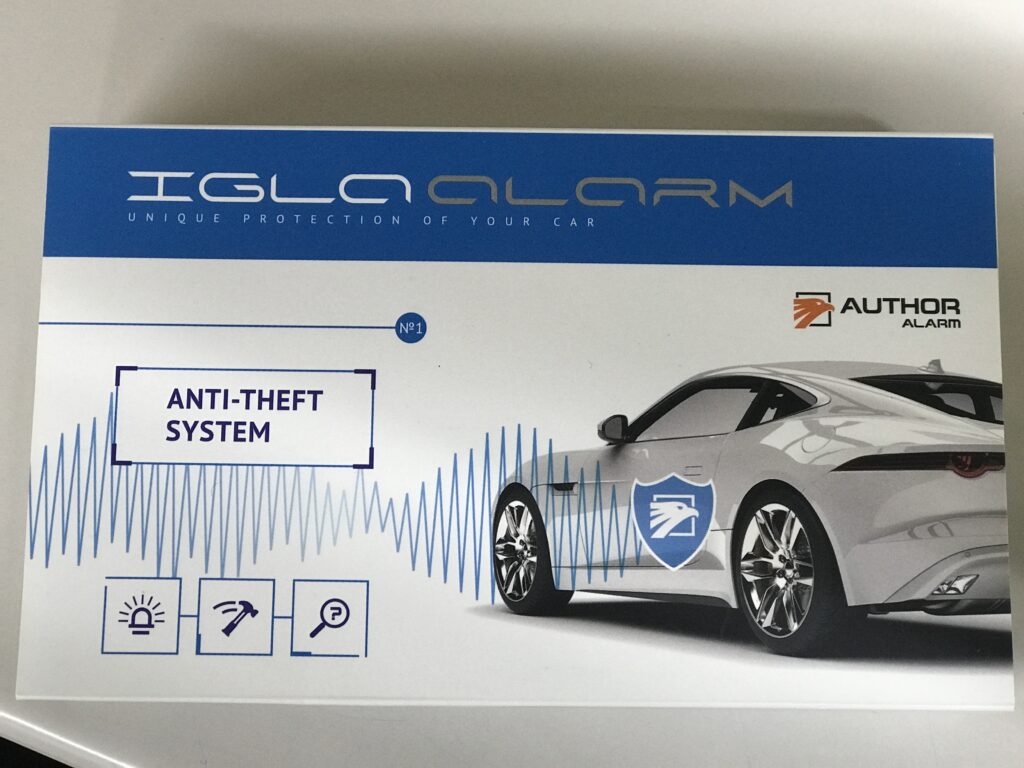 IGLA ALARM
UNIQUE PROTECTION OF YOUR CAR
AUTHOR
ALARM
№1
ANTI-THEFT
SYSTEM
?